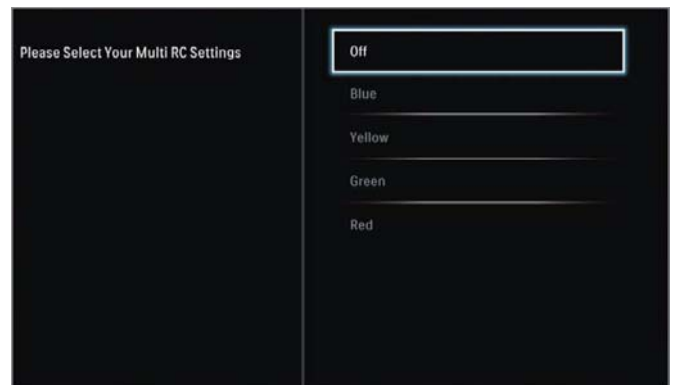 Please Select Your Multi RC Settings
Off
Blue
Yellow
Green
Red